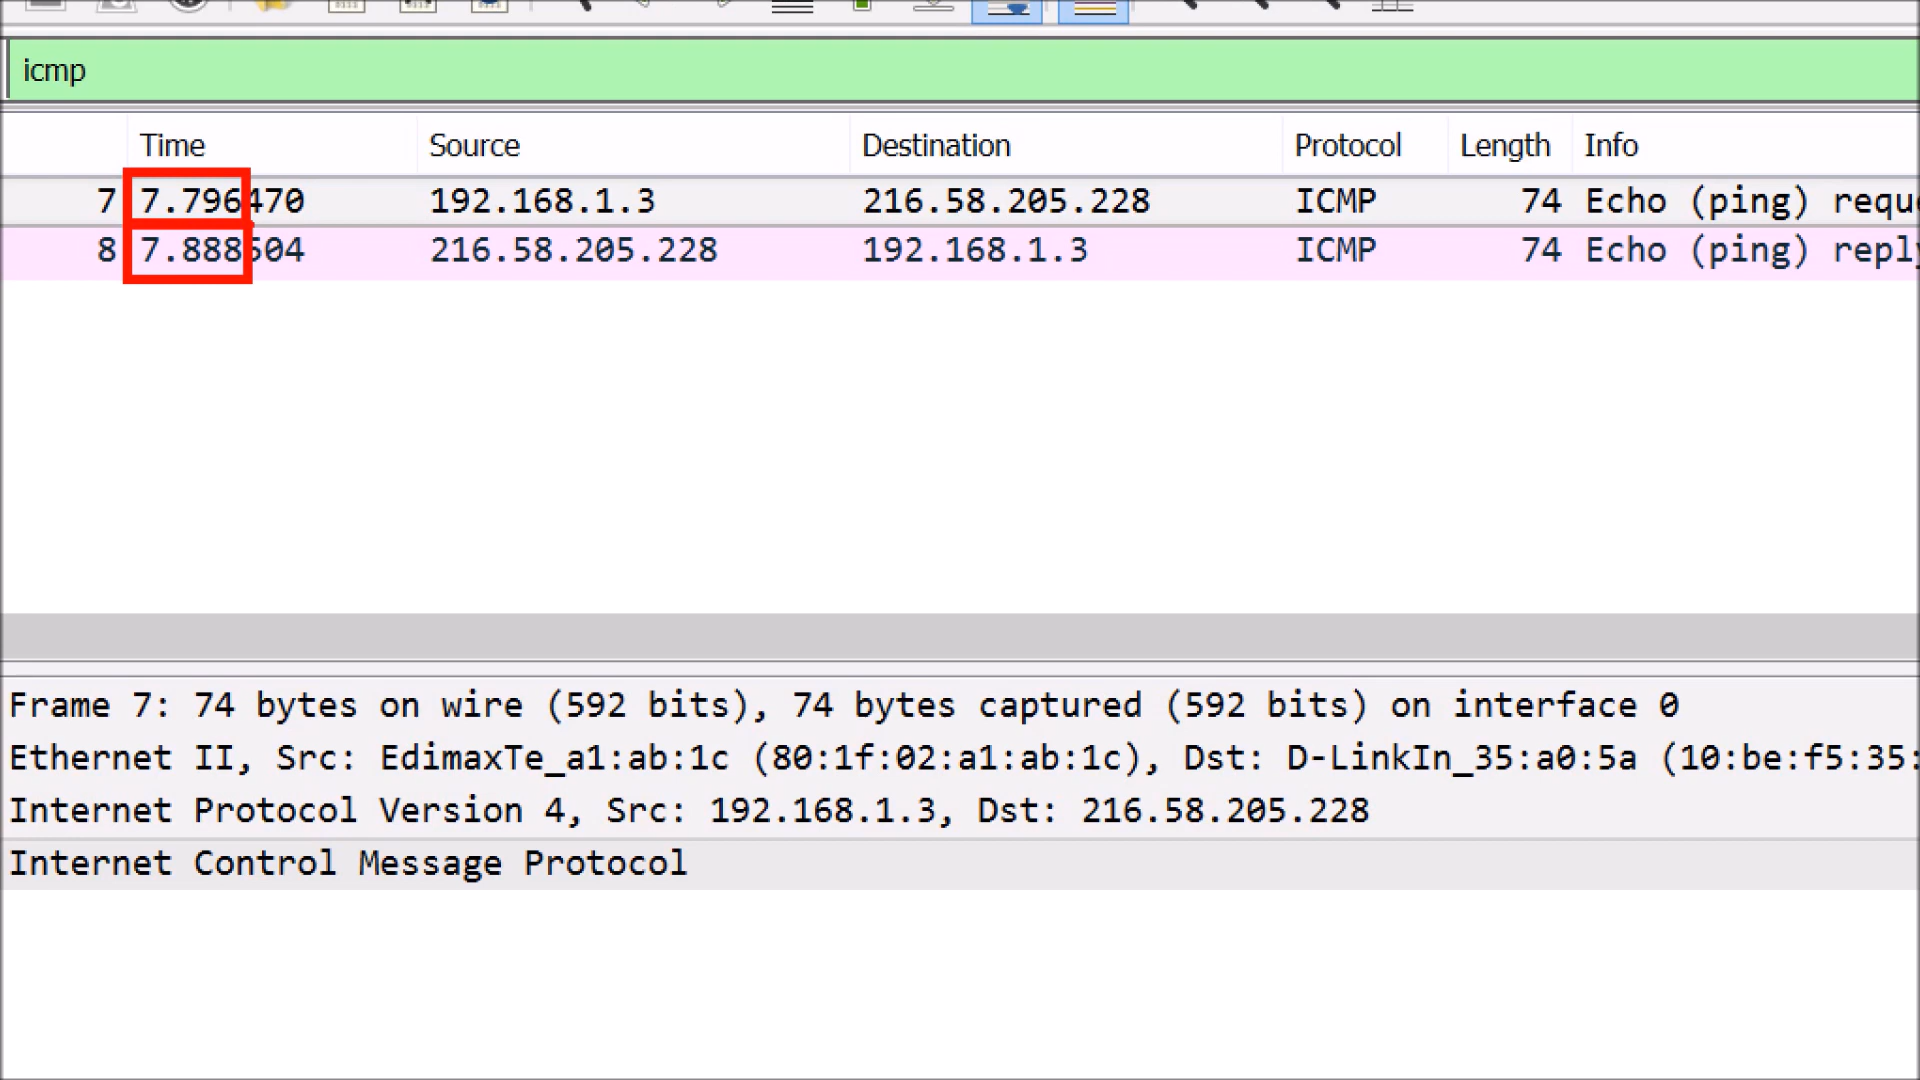 icmp
Time Source Destination Protocol Length Info
7 7.796470 192.168.1.3 216.58.205.228 ICMP 74 Echo (ping) requ
8 7.888504 216.58.205.228 192.168.1.3 ICMP 74 Echo (ping) reply
Frame 7: 74 bytes on wire (592 bits), 74 bytes captured (592 bits) on interface 0
Ethernet II, Src: EdimaxTe_a1:ab:1c (80:1f:02:a1:ab:1c), Dst: D-LinkIn_35:a0:5a (10:be:f5:35:
Internet Protocol Version 4, Src: 192.168.1.3, Dst: 216.58.205.228
Internet Control Message Protocol